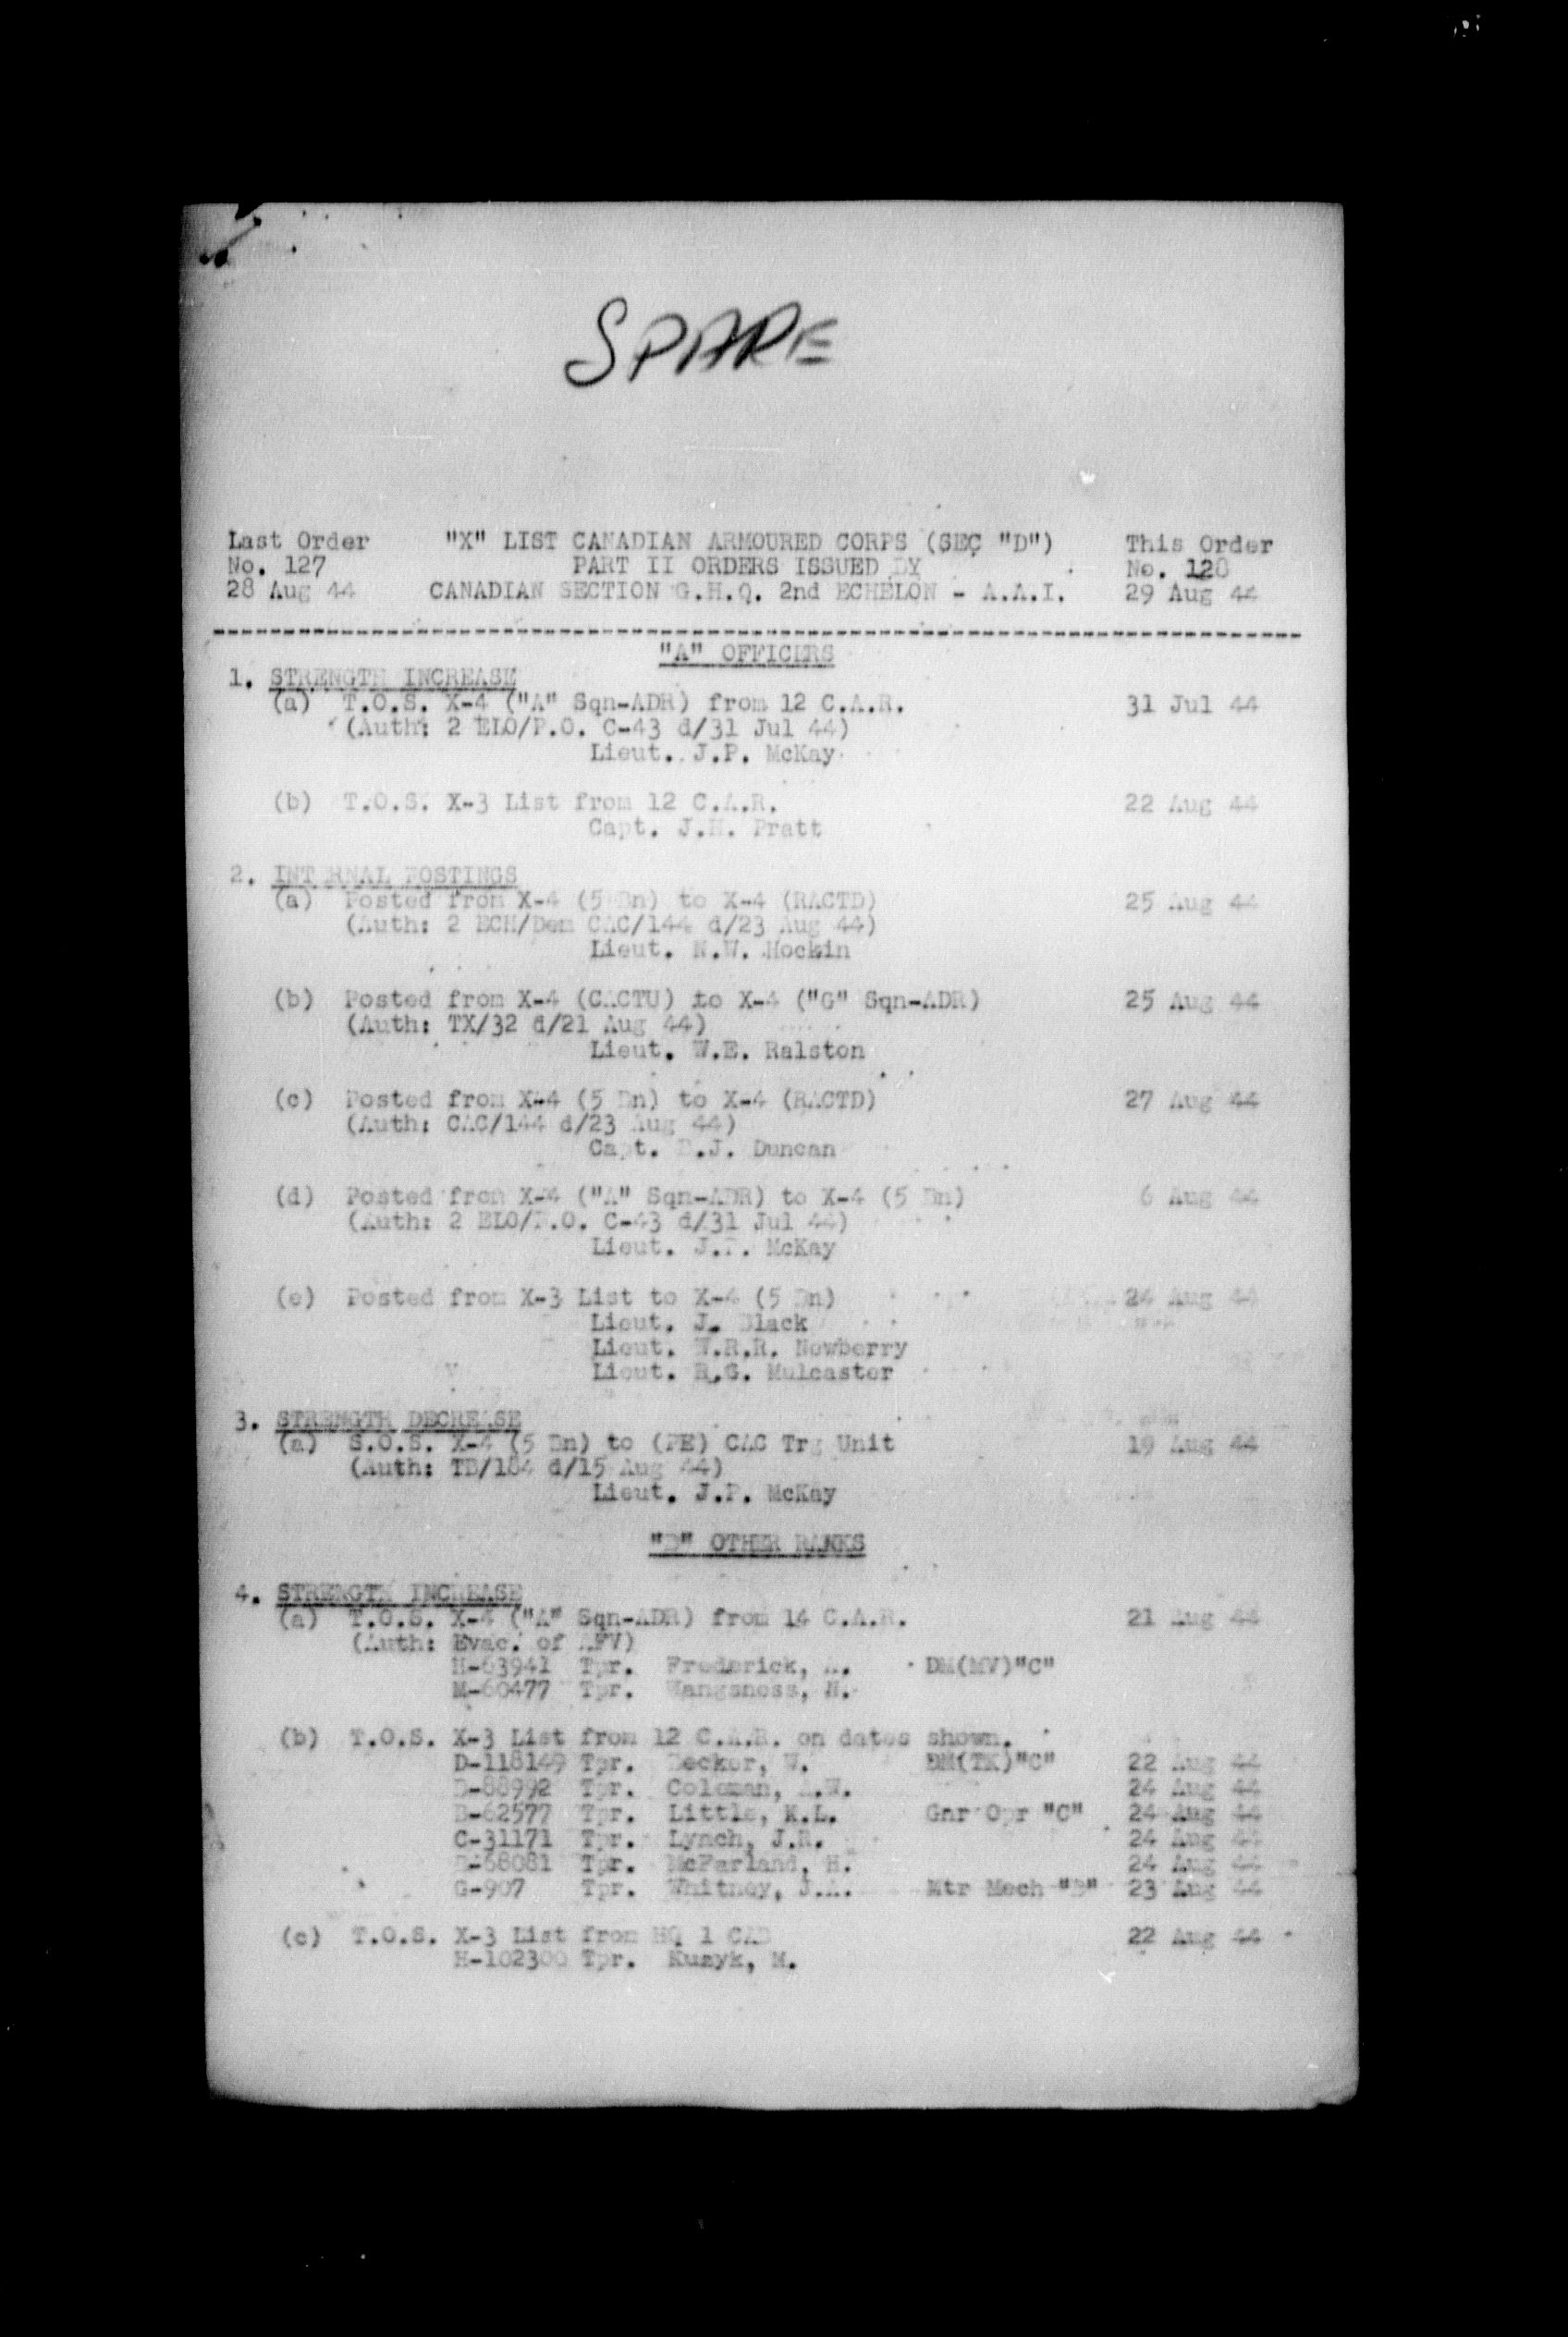 SPARE
Last Order "X" LIST CANADIAN ARMOURED CORPS (SEC "D") This Order
No. 127 PART II ORDERS ISSUED BY No. 128
28 Aug 44 CANADIAN SECTION G.H.Q. 2nd ECHELON - A.A.I. 29 Aug 44
"A" OFFICERS
1. STRENGTH INCREASE
(a) T.O.S. X-4 ("A" Sqn-ADR) from 12 C.A.R. 31 Jul 44
(Auth: 2 ELO/P.O. C-43 d/31 Jul 44)
Lieut. J.P. McKay
(b) T.O.S. X-3 List from 12 C.A.R. 22 Aug 44
Capt. J.H. Pratt
2. INTERNAL POSTINGS
(a) Posted from X-4 (5 Bn) to X-4 (RACTD) 25 Aug 44
(Auth: 2 ECH/Dem CAC/144 d/23 Aug 44)
Lieut. N.W. Hockin
(b) Posted from X-4 (CACTU) to X-4 ("G" Sqn-ADR) 25 Aug 44
(Auth: TX/32 d/21 Aug 44)
Lieut. W.E. Ralston
(c) Posted from X-4 (5 Bn) to X-4 (RACTD) 27 Aug 44
(Auth: CAC/144 d/23 Aug 44)
Capt. Duncan
(d) Posted from X-4 ("A" Sqn-ADR) to X-4 (5 Bn) 6 Aug 44
(Auth: 2 ELO/P.O. C-43 d/31 Jul 44)
Lieut. J.P. McKay
(e) Posted from X-3 List to X-4 (5 Bn) 24 Aug 44
Lieut. J. Black
Lieut. W.R.R. Newberry
Lieut. R.G. Mulcaster
3. STRENGTH DECREASE
(a) S.O.S. X-4 (5 Bn) to (FE) CAC Trg Unit 19 Aug 44
(Auth: TB/184 d/15 Aug 44)
Lieut. J.P. McKay
"B" OTHER RANKS
4. STRENGTH INCREASE
(a) T.O.S. X-4 ("A" Sqn-ADR) from 14 C.A.R. 21 Aug 44
(Auth: Evac. of AFV)
H-63941 Tpr. Frederick, A. DM(MV)"C"
M-60477 Tpr. Wangsness, H.
(b) T.O.S. X-3 List from 12 C.A.R. on dates shown.
D-118149 Tpr. Becker, W. DM(TK)"C" 22 Aug 44
B-88992 Tpr. Coleman, A.W. 24 Aug 44
B-62577 Tpr. Little, K.L. Gnr Opr "C" 24 Aug 44
C-31171 Tpr. Lynch, J.R. 24 Aug 44
Tpr. McFarland, H. 24 Aug 44
G-907 Tpr. Whitney, J.A. Mtr Mech "B" 23 Aug 44
(c) T.O.S. X-3 List from HQ 1 CAB 22 Aug 44
H-102300 Tpr. Kuzyk, M.